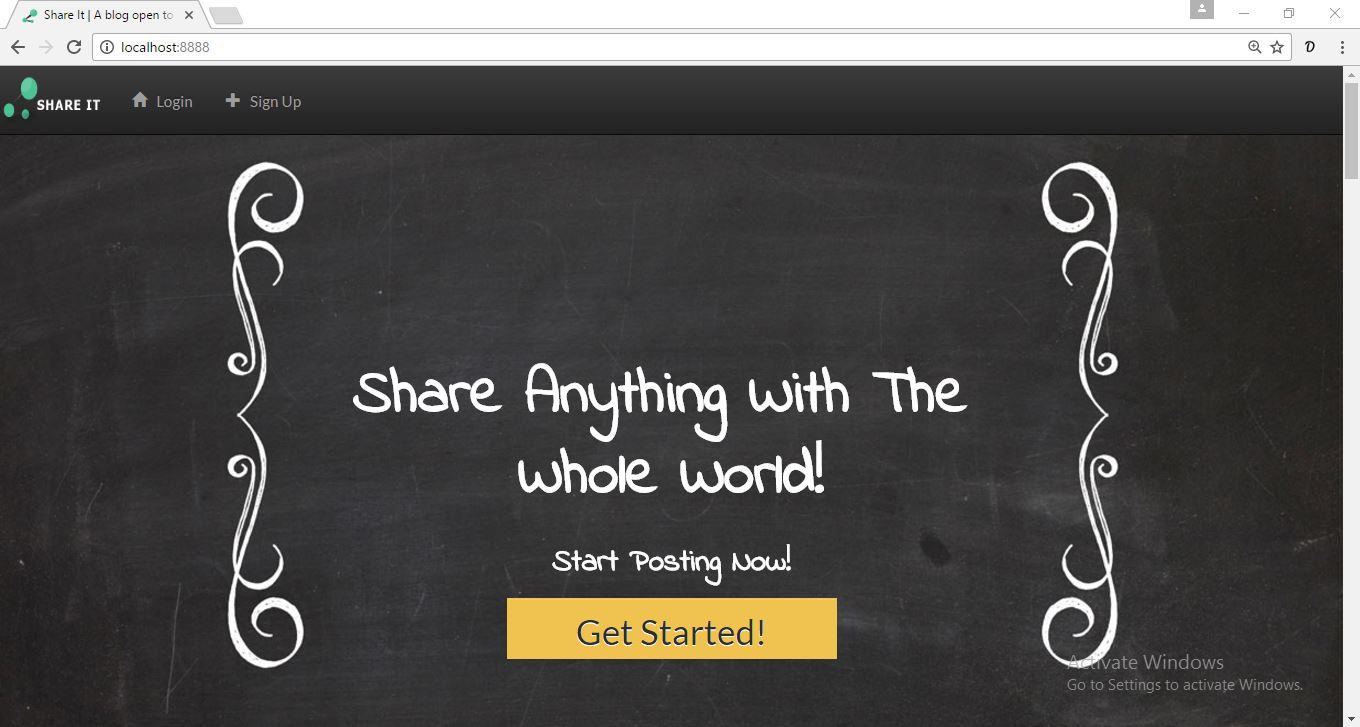 Share It | A blog open to
localhost:8888
SHARE IT
Login
Sign Up
Share Anything With The
Whole World!
Start Posting Now!
Get Started!
Activate Windows
Go to Settings to activate Windows.